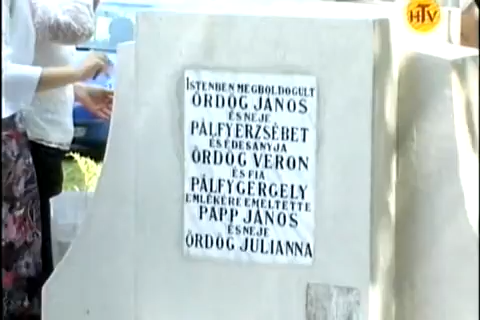 HTV
ISTENBEN MEGBOLDOGULT
ÖRDÖG JÁNOS
ÉS NEJE
PÁLFY ERZSÉBET
ÉS ÉDESANYJA
ÖRDÖG VERON
ÉS FIA
PÁLFY GERGELY
EMLÉKÉRE EMELTETTE
PAPP JÁNOS
ÉS NEJE
ÖRDÖG JULIANNA